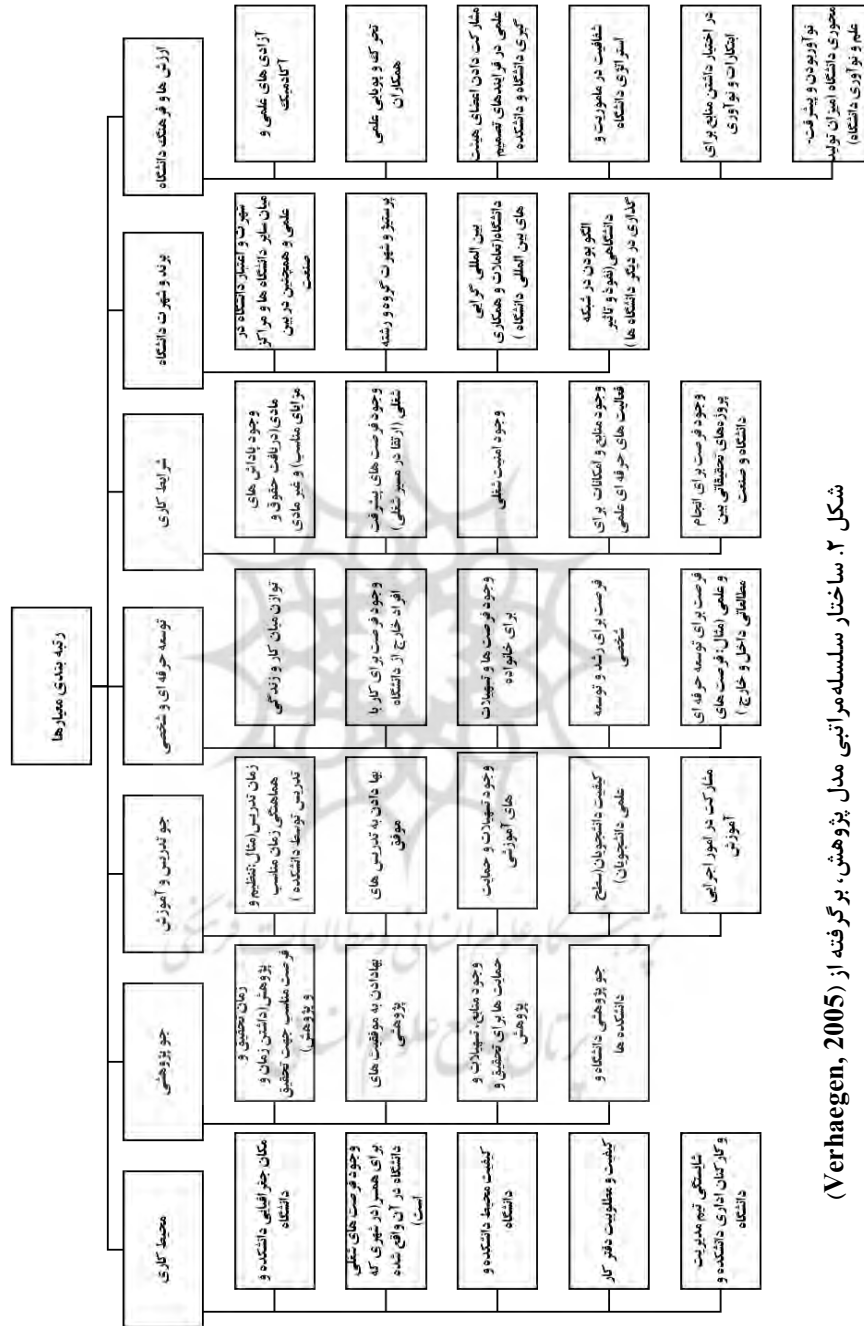 رتبه بندی معیارها
ارزش ها و فرهنگ دانشگاه
آزادی های علمی و
آکادمیک
تحرک و پویایی علمی
همکاران
مشارکت دادن اعضای هیئت
علمی در فرایندهای تصمیم
گیری دانشگاه و دانشکده
شفافیت در ماموریت و
استراتژی دانشگاه
در اختیار داشتن منابع برای
ابتکارات و نوآوری
نوآوربودن و پیشرفت-
محوری دانشگاه (میزان تولید
علم و نوآوری دانشگاه)
برند و شهرت دانشگاه
شهرت و اعتبار دانشگاه در
میان سایر دانشگاه ها و مراکز
علمی و همچنین در بین
صنعت
پرستیژ و شهرت گروه و رشته
بین المللی گرایی
دانشگاه(تعاملات و همکاری
های بین المللی دانشگاه )
الگو بودن در شبکه
دانشگاهی(نفوذ و تاثیر
گذاری در دیگر دانشگاه ها)
شرایط کاری
وجود پاداش های
مادی(دریافت حقوق و
مزایای مناسب) و غیر مادی
وجود فرصت های پیشرفت
شغلی (ارتقا در مسیر شغلی)
وجود امنیت شغلی
وجود منابع و امکانات برای
فعالیت های حرفه ای علمی
وجود فرصت برای انجام
پروژه‌های تحقیقاتی بین
دانشگاه و صنعت
توسعه حرفه ای و شخصی
توازن میان کار و زندگی
وجود فرصت برای کار با
افراد خارج از دانشگاه
وجود فرصت ها و تسهیلات
برای خانواده
فرصت برای رشد و توسعه
شخصی
فرصت برای توسعه حرفه ای
و علمی (مثال: فرصت های
مطالعاتی داخل و خارج )
جو تدریس و آموزش
زمان تدریس(مثال:تنظیم و
هماهنگی زمان مناسب
تدریس توسط دانشکده )
بها دادن به تدریس های
موفق
وجود تسهیلات و حمایت
های آموزشی
کیفیت دانشجویان(سطح
علمی دانشجویان)
مشارکت در امور اجرایی
آموزش
جو پژوهشی
زمان تحقیق و
پژوهش(داشتن زمان و
فرصت مناسب جهت تحقیق
و پژوهش)
بهادادن به موفقیت های
پژوهشی
وجود منابع، تسهیلات و
حمایت ها برای تحقیق و
پژوهش
جو پژوهشی دانشگاه و
دانشکده ها
محیط کاری
مکان جغرافیایی دانشکده و
دانشگاه
وجود فرصت های شغلی
برای همسر(در شهری که
دانشگاه در آن واقع شده
است)
کیفیت محیط دانشکده و
دانشگاه
کیفیت و مطلوبیت دفتر کار
شایستگی تیم مدیریت
وکارکنان اداری دانشکده و
دانشگاه
شکل ۲. ساختار سلسله‌مراتبی مدل پژوهش، برگرفته از (Verhaegen, 2005)
پژوهشگاه علوم انسانی و مطالعات فرهنگی
پرتال جامع علوم انسانی